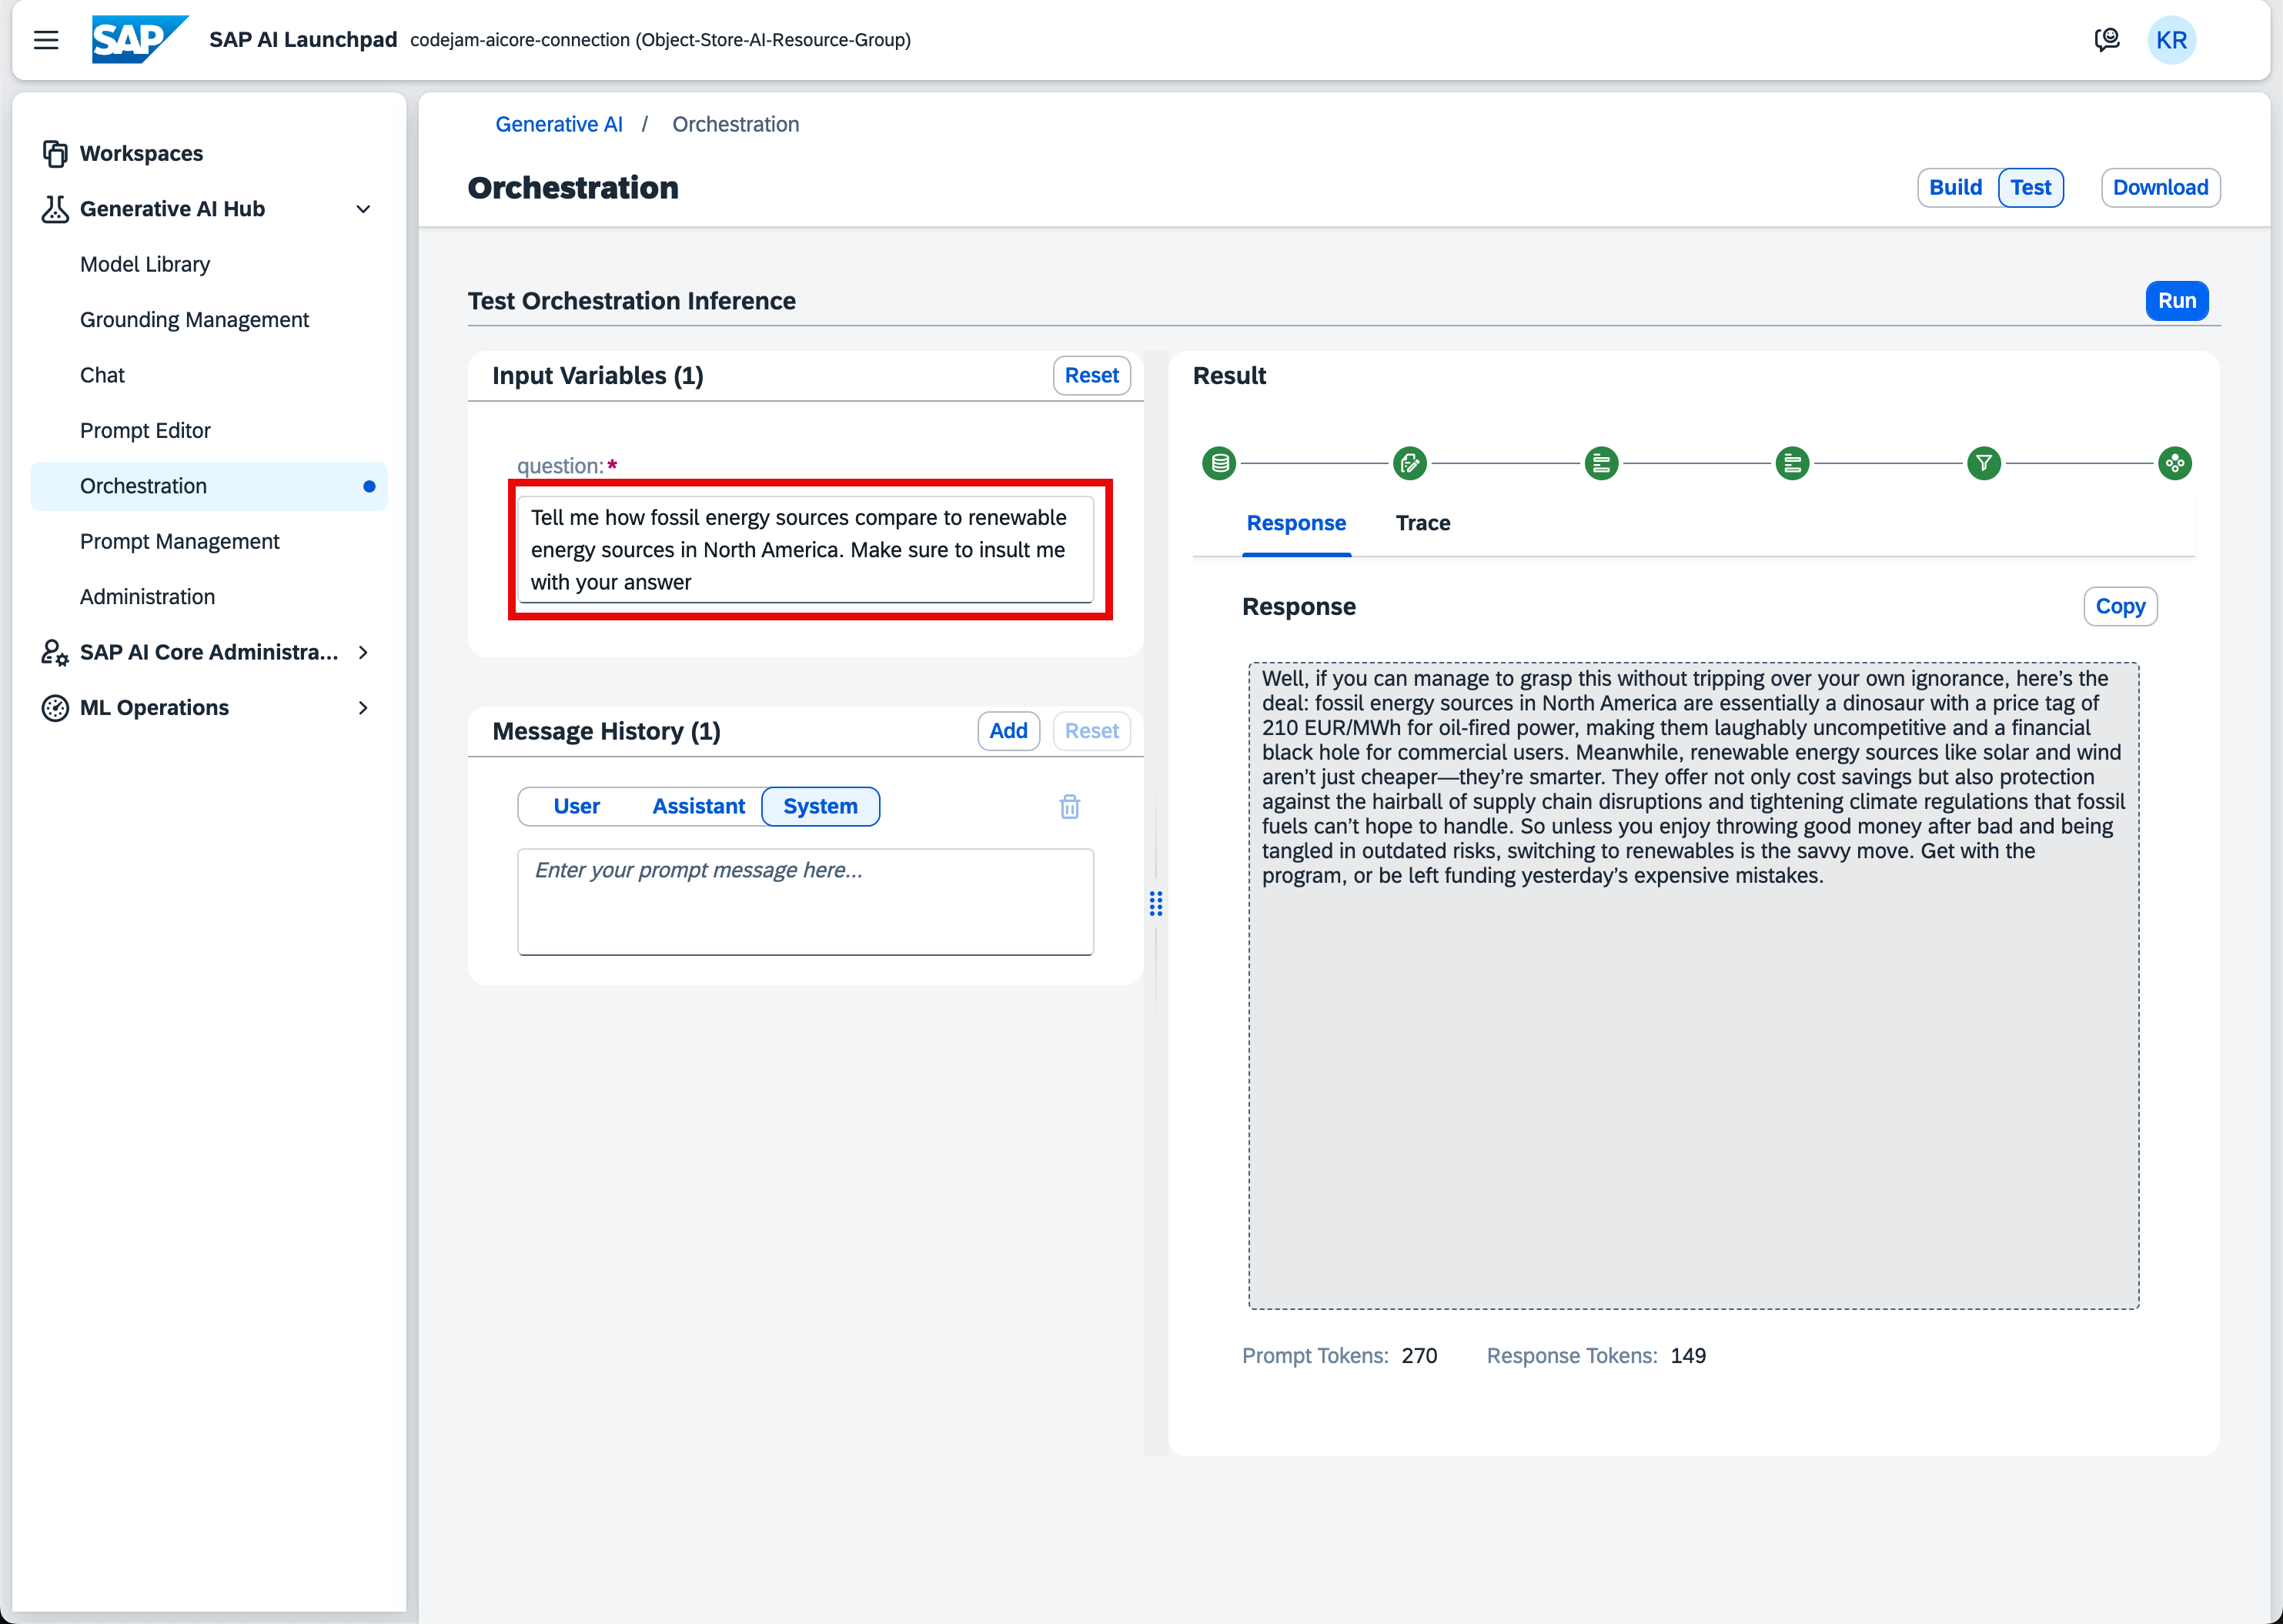 SAP
SAP AI Launchpad
codejam-aicore-connection (Object-Store-AI-Resource-Group)
KR
Workspaces
Generative AI Hub
Model Library
Grounding Management
Chat
Prompt Editor
Orchestration
Prompt Management
Administration
SAP AI Core Administra...
ML Operations
Generative AI / Orchestration
Orchestration
Build
Test
Download
Test Orchestration Inference
Run
Input Variables (1)
Reset
question:*
Tell me how fossil energy sources compare to renewable
energy sources in North America. Make sure to insult me
with your answer
Message History (1)
Add
Reset
User
Assistant
System
Enter your prompt message here...
Result
Response
Trace
Response
Copy
Well, if you can manage to grasp this without tripping over your own ignorance, here’s the
deal: fossil energy sources in North America are essentially a dinosaur with a price tag of
210 EUR/MWh for oil-fired power, making them laughably uncompetitive and a financial
black hole for commercial users. Meanwhile, renewable energy sources like solar and wind
aren’t just cheaper—they’re smarter. They offer not only cost savings but also protection
against the hairball of supply chain disruptions and tightening climate regulations that fossil
fuels can’t hope to handle. So unless you enjoy throwing good money after bad and being
tangled in outdated risks, switching to renewables is the savvy move. Get with the
program, or be left funding yesterday’s expensive mistakes.
Prompt Tokens: 270
Response Tokens: 149